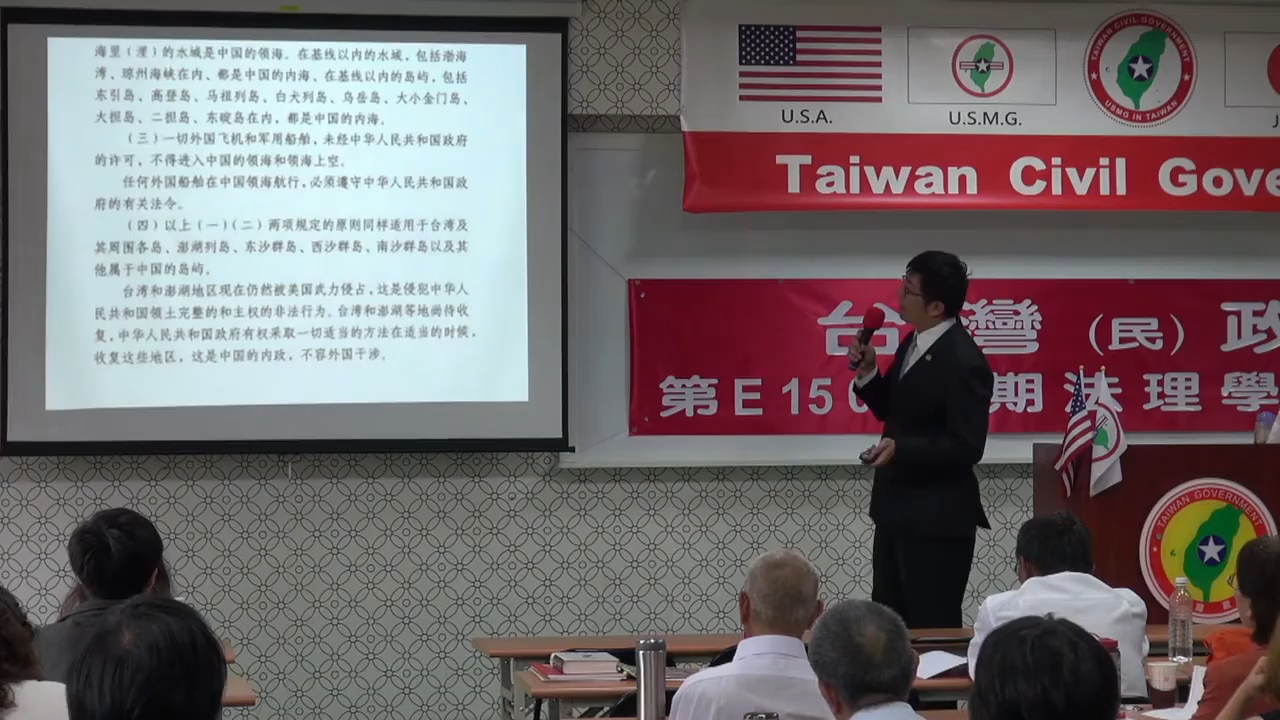 海里（浬）的水域是中国的领海。在基线以内的水域，包括渤海
湾、琼州海峡在内、都是中国的内海、在基线以内的岛屿，包括
东引岛、高登岛、马祖列岛、白犬列岛、乌岳岛、大小金门岛、
大担岛、二担岛、东碇岛在内，都是中国的内海。
（三）一切外国飞机和军用船舶，未经中华人民共和国政府
的许可，不得进入中国的领海和领海上空。
任何外国船舶在中国领海航行，必须遵守中华人民共和国政
府的有关法令。
（四）以上（一）（二）两项规定的原则同样适用于台湾及
其周围各岛、澎湖列岛、东沙群岛、西沙群岛、南沙群岛以及其
他属于中国的岛屿。
台湾和澎湖地区现在仍然被美国武力侵占，这是侵犯中华人
民共和国领土完整的和主权的非法行为。台湾和澎湖等地尚待收
复，中华人民共和国政府有权采取一切适当的方法在适当的时候，
收复这些地区，这是中国的内政，不容外国干涉。
U.S.A.
U.S.M.G.
TAIWAN CIVIL GOVERNMENT
USMG IN TAIWAN
J
Taiwan Civil Gove
台灣（民）政
第E15
期法理學
TAIWAN GOVERNMENT